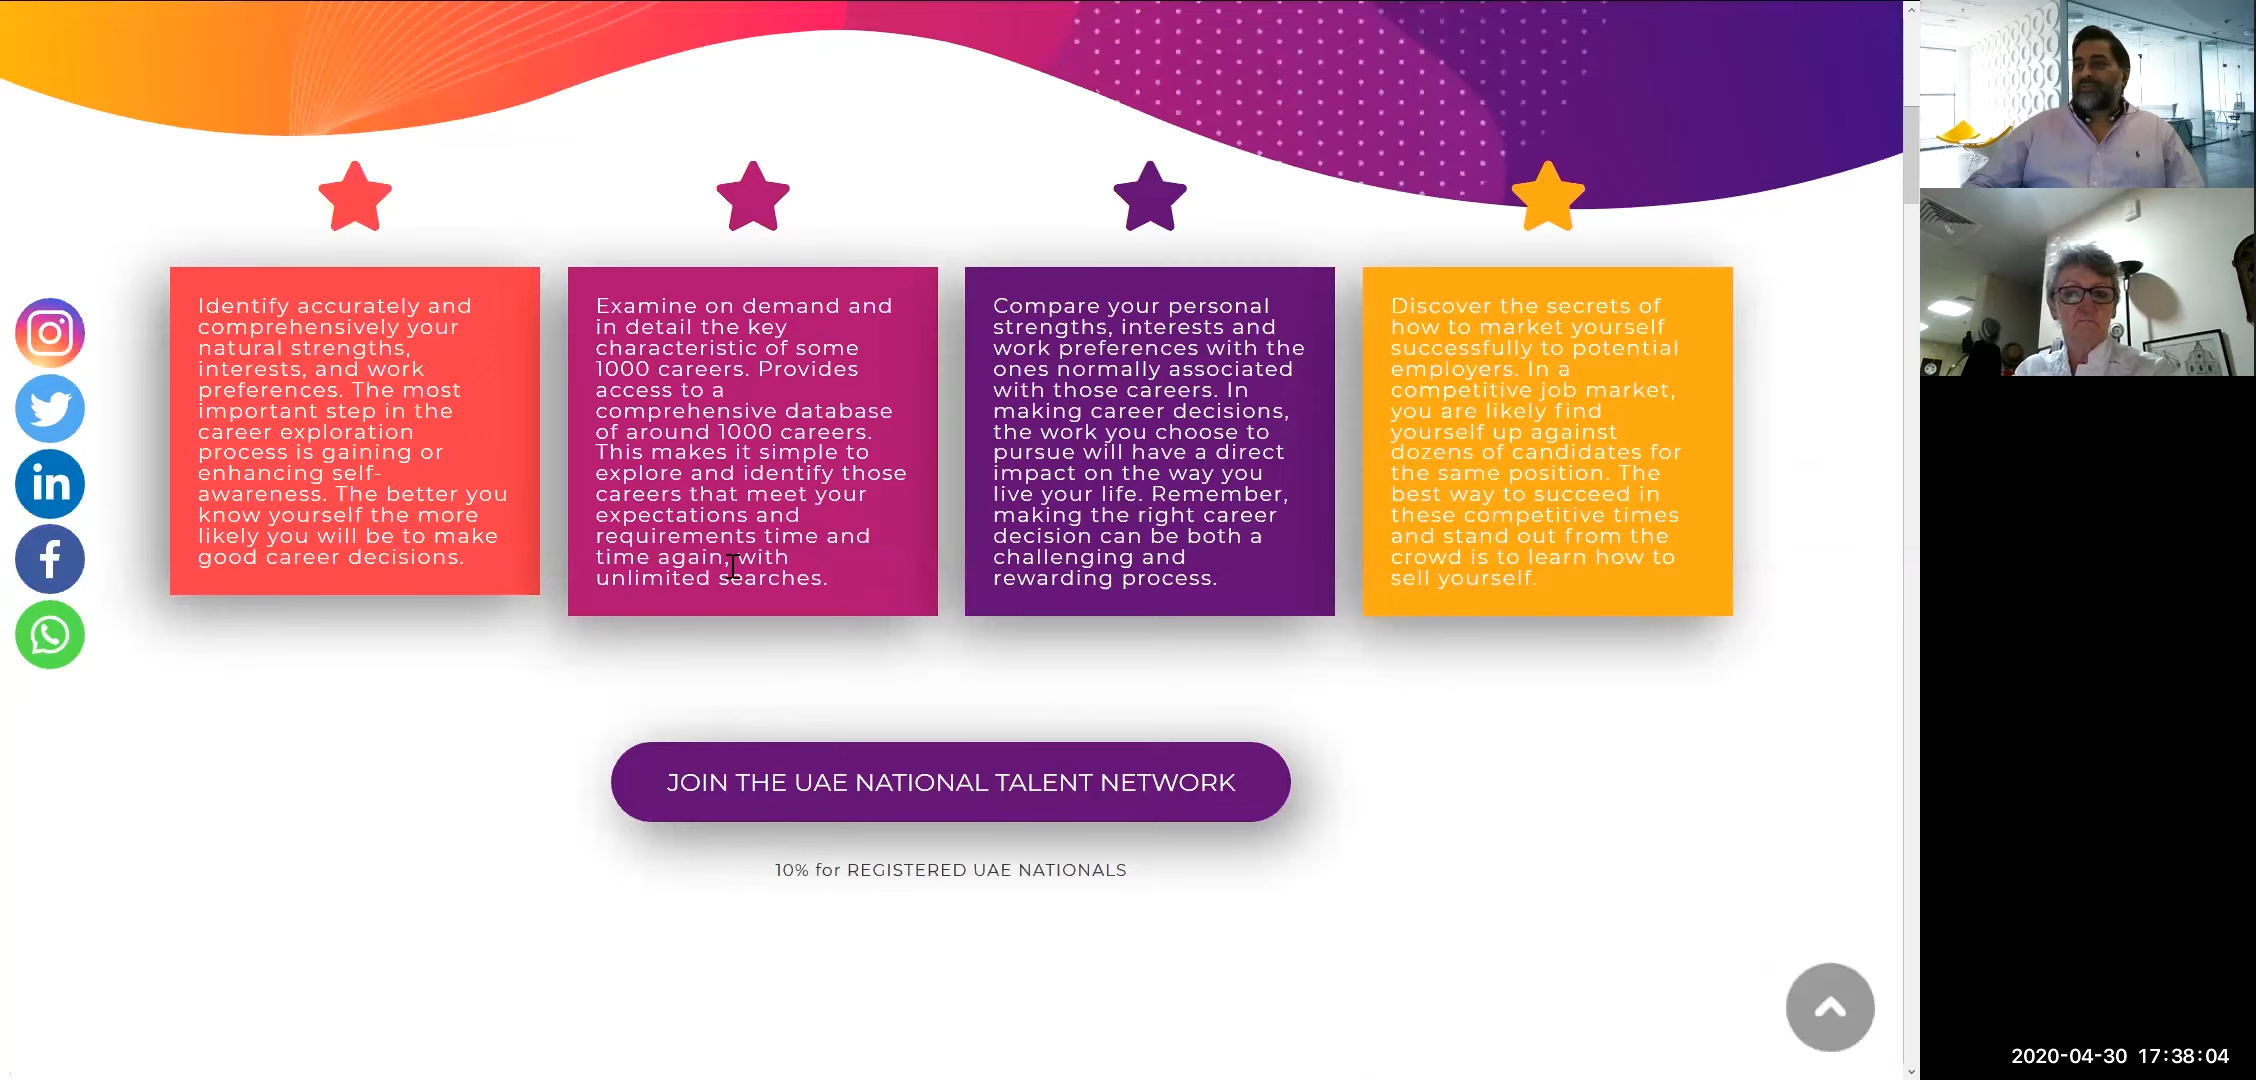 Identify accurately and
comprehensively your
natural strengths,
interests, and work
preferences. The most
important step in the
career exploration
process is gaining or
enhancing self-
awareness. The better you
know yourself the more
likely you will be to make
good career decisions.
Examine on demand and
in detail the key
characteristic of some
1000 careers. Provides
access to a
comprehensive database
of around 1000 careers.
This makes it simple to
explore and identify those
careers that meet your
expectations and
requirements time and
time again, with
unlimited searches.
Compare your personal
strengths, interests and
work preferences with the
ones normally associated
with those careers. In
making career decisions,
the work you choose to
pursue will have a direct
impact on the way you
live your life. Remember,
making the right career
decision can be both a
challenging and
rewarding process.
Discover the secrets of
how to market yourself
successfully to potential
employers. In a
competitive job market,
you are likely find
yourself up against
dozens of candidates for
the same position. The
best way to succeed in
these competitive times
and stand out from the
crowd is to learn how to
sell yourself.
JOIN THE UAE NATIONAL TALENT NETWORK
10% for REGISTERED UAE NATIONALS
2020-04-30 17:38:04